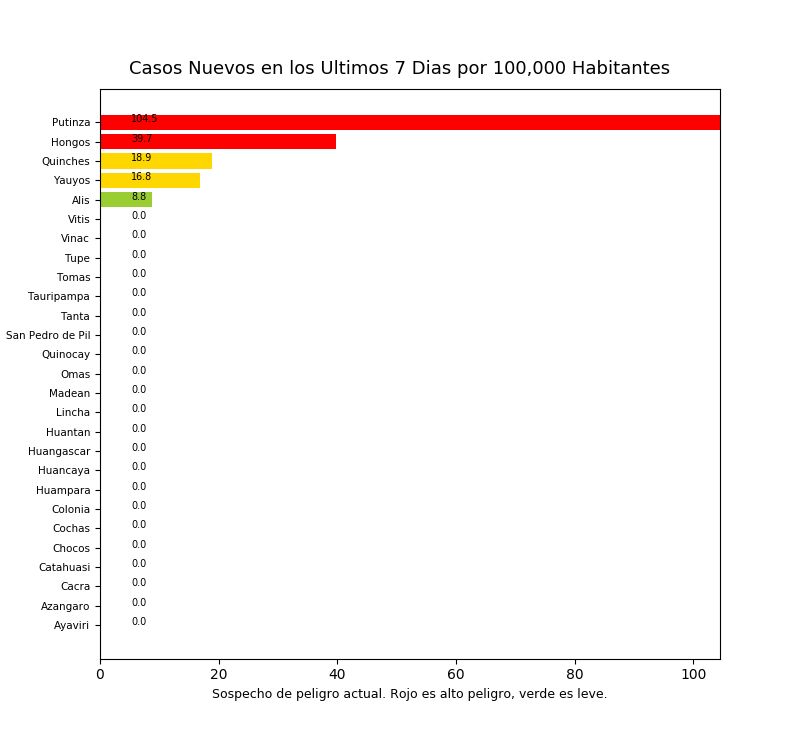 Casos Nuevos en los Ultimos 7 Dias por 100,000 Habitantes
Putinza 104.5
Hongos 39.7
Quinches 18.9
Yauyos 16.8
Alis 8.8
Vitis 0.0
Vinac 0.0
Tupe 0.0
Tomas 0.0
Tauripampa 0.0
Tanta 0.0
San Pedro de Pil 0.0
Quinocay 0.0
Omas 0.0
Madean 0.0
Lincha 0.0
Huantan 0.0
Huangascar 0.0
Huancaya 0.0
Huampara 0.0
Colonia 0.0
Cochas 0.0
Chocos 0.0
Catahuasi 0.0
Cacra 0.0
Azangaro 0.0
Ayaviri 0.0
0 20 40 60 80 100
Sospecho de peligro actual. Rojo es alto peligro, verde es leve.